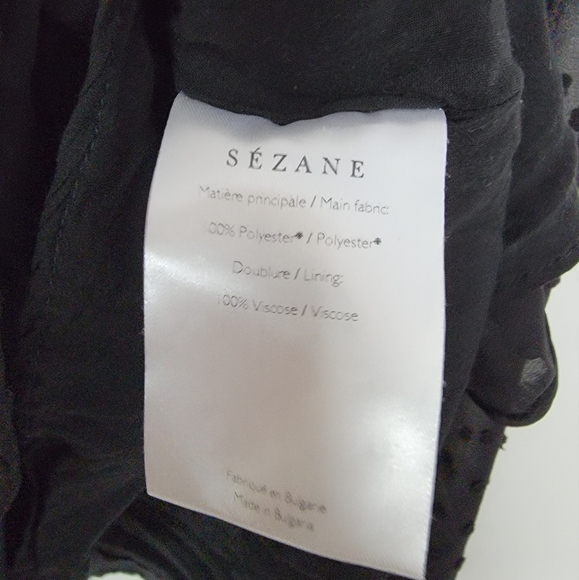 SÉZANE
Matière principale / Main fabric:
100% Polyester* / Polyester*
Doublure / Lining:
100% Viscose / Viscose
Fabriqué en Bulgarie
Made in Bulgaria